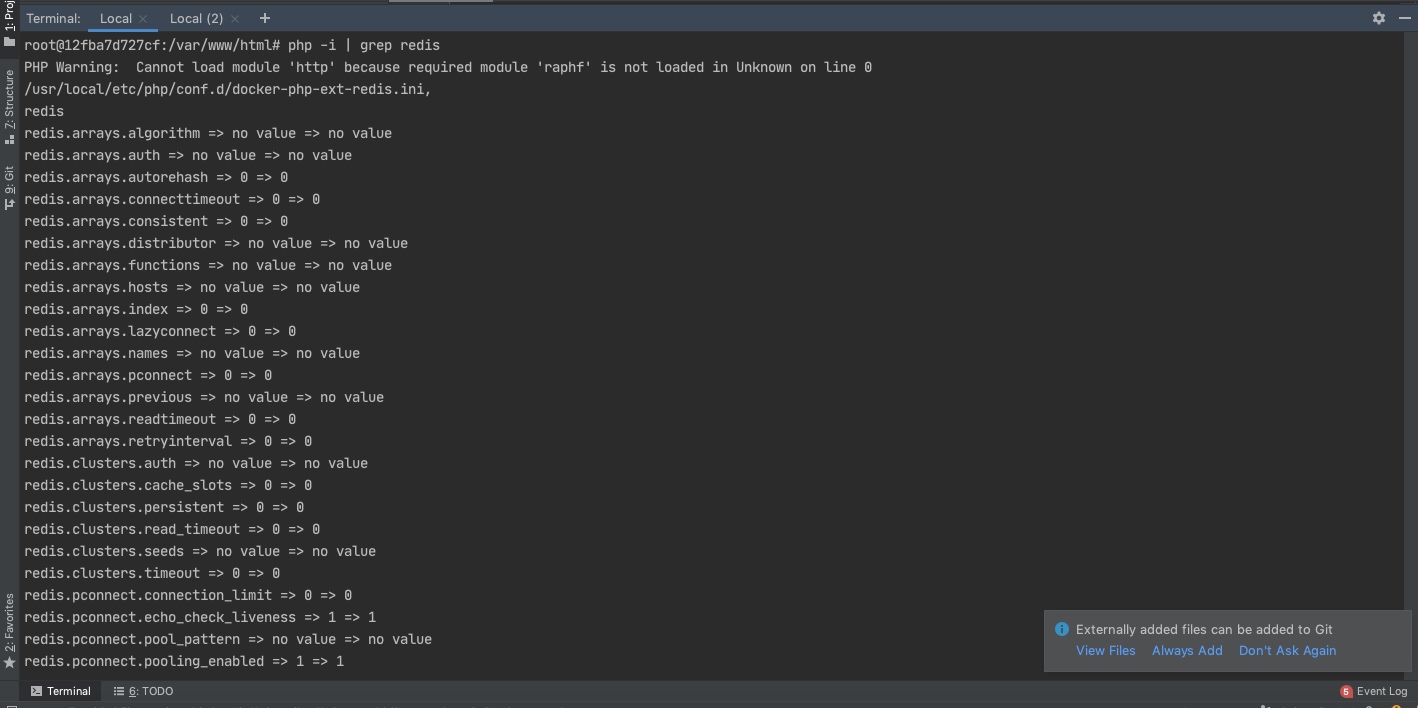 Terminal: Local × Local (2) × +
root@12fba7d727cf:/var/www/html# php -i | grep redis
PHP Warning:  Cannot load module 'http' because required module 'raphf' is not loaded in Unknown on line 0
/usr/local/etc/php/conf.d/docker-php-ext-redis.ini,
redis
redis.arrays.algorithm => no value => no value
redis.arrays.auth => no value => no value
redis.arrays.autorehash => 0 => 0
redis.arrays.connecttimeout => 0 => 0
redis.arrays.consistent => 0 => 0
redis.arrays.distributor => no value => no value
redis.arrays.functions => no value => no value
redis.arrays.hosts => no value => no value
redis.arrays.index => 0 => 0
redis.arrays.lazyconnect => 0 => 0
redis.arrays.names => no value => no value
redis.arrays.pconnect => 0 => 0
redis.arrays.previous => no value => no value
redis.arrays.readtimeout => 0 => 0
redis.arrays.retryinterval => 0 => 0
redis.clusters.auth => no value => no value
redis.clusters.cache_slots => 0 => 0
redis.clusters.persistent => 0 => 0
redis.clusters.read_timeout => 0 => 0
redis.clusters.seeds => no value => no value
redis.clusters.timeout => 0 => 0
redis.pconnect.connection_limit => 0 => 0
redis.pconnect.echo_check_liveness => 1 => 1
redis.pconnect.pool_pattern => no value => no value
redis.pconnect.pooling_enabled => 1 => 1
1: Proj
7: Structure
9: Git
2: Favorites
Externally added files can be added to Git
View Files Always Add Don't Ask Again
Terminal 6: TODO
5 Event Log